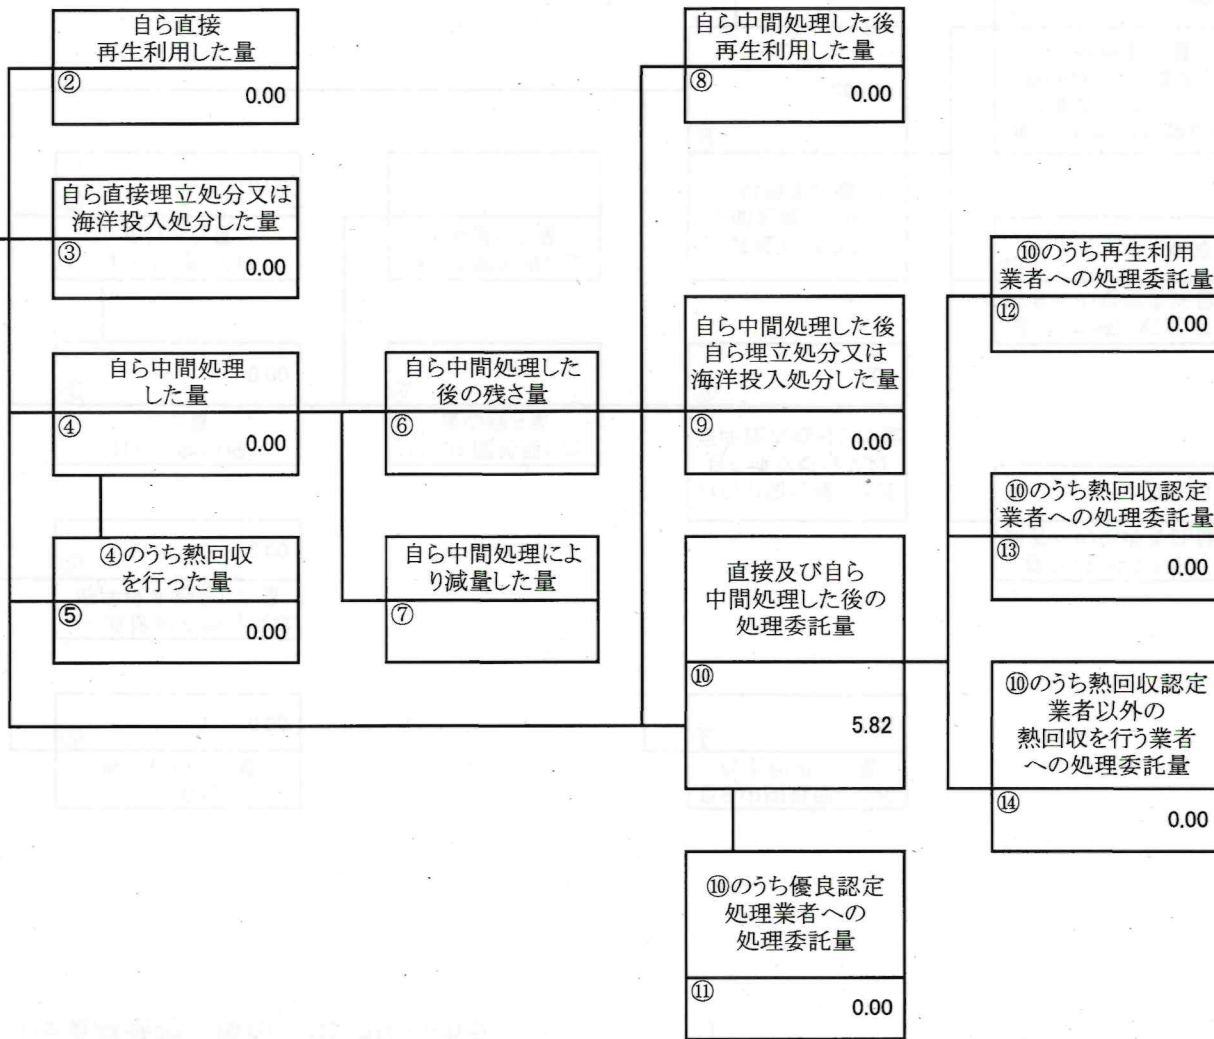 自ら直接
再生利用した量
②
0.00
自ら直接埋立処分又は
海洋投入処分した量
③
0.00
自ら中間処理
した量
④
0.00
④のうち熱回収
を行った量
⑤
0.00
自ら中間処理した
後の残さ量
⑥
自ら中間処理によ
り減量した量
⑦
自ら中間処理した後
再生利用した量
⑧
0.00
自ら中間処理した後
自ら埋立処分又は
海洋投入処分した量
⑨
0.00
直接及び自ら
中間処理した後の
処理委託量
⑩
5.82
⑩のうち優良認定
処理業者への
処理委託量
⑪
0.00
⑩のうち再生利用
業者への処理委託量
⑫
0.00
⑩のうち熱回収認定
業者への処理委託量
⑬
0.00
⑩のうち熱回収認定
業者以外の
熱回収を行う業者
への処理委託量
⑭
0.00